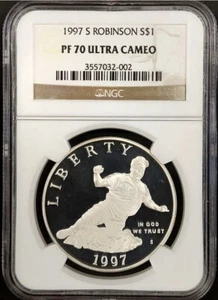 1997 S ROBINSON S$1
PF 70 ULTRA CAMEO
3557032-002
NGC
LIBERTY
IN GOD
WE TRUST
S
1997